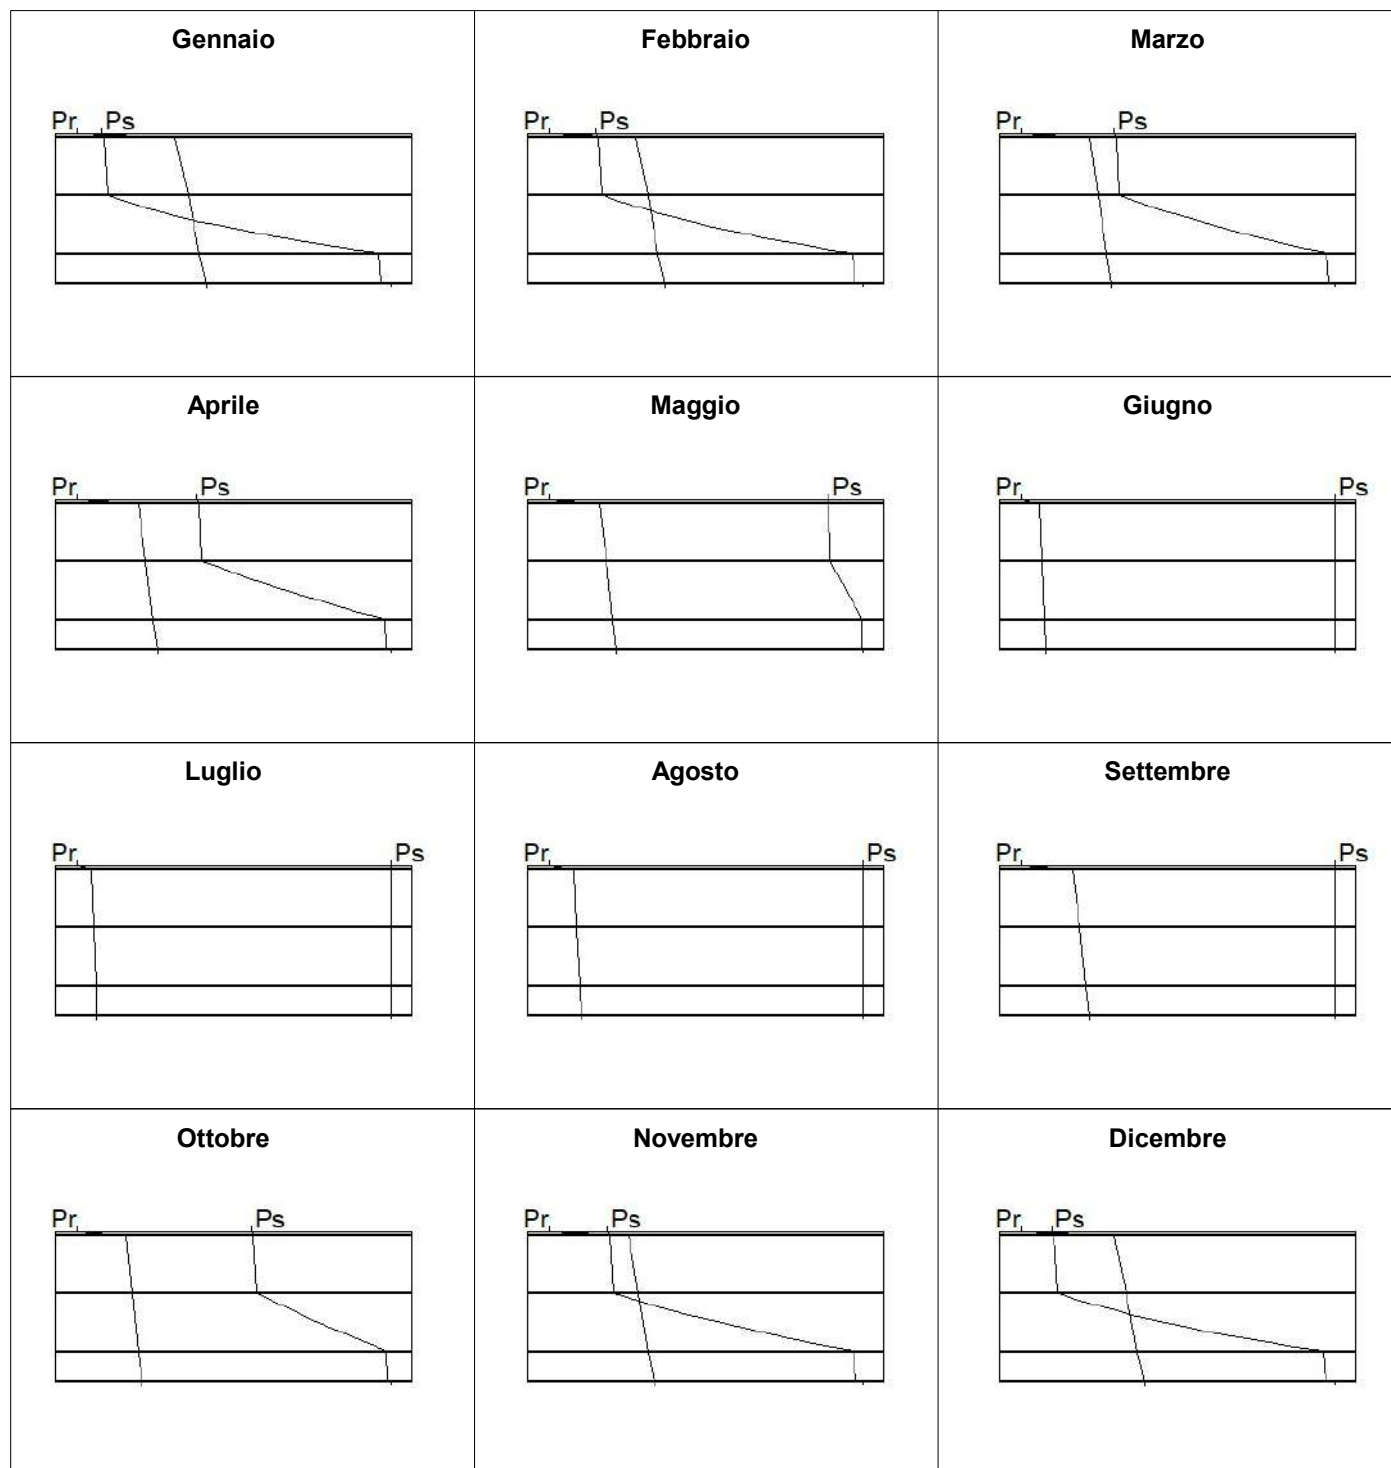 Gennaio Febbraio Marzo
Pr Ps Pr Ps Pr Ps
Aprile Maggio Giugno
Pr Ps Pr Ps Pr Ps
Luglio Agosto Settembre
Pr Ps Pr Ps Pr Ps
Ottobre Novembre Dicembre
Pr Ps Pr Ps Pr Ps